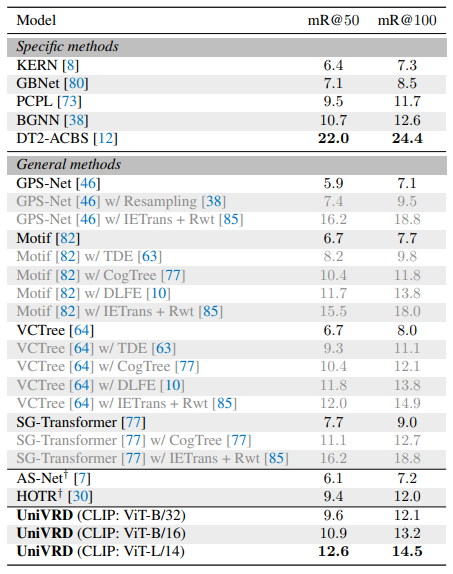 Model mR@50 mR@100
Specific methods
KERN [8] 6.4 7.3
GBNet [80] 7.1 8.5
PCPL [73] 9.5 11.7
BGNN [38] 10.7 12.6
DT2-ACBS [12] 22.0 24.4
General methods
GPS-Net [46] 5.9 7.1
GPS-Net [46] w/ Resampling [38] 7.4 9.5
GPS-Net [46] w/ IETrans + Rwt [85] 16.2 18.8
Motif [82] 6.7 7.7
Motif [82] w/ TDE [63] 8.2 9.8
Motif [82] w/ CogTree [77] 10.4 11.8
Motif [82] w/ DLFE [10] 11.7 13.8
Motif [82] w/ IETrans + Rwt [85] 15.5 18.0
VCTree [64] 6.7 8.0
VCTree [64] w/ TDE [63] 9.3 11.1
VCTree [64] w/ CogTree [77] 10.4 12.1
VCTree [64] w/ DLFE [10] 11.8 13.8
VCTree [64] w/ IETrans + Rwt [85] 12.0 14.9
SG-Transformer [77] 7.7 9.0
SG-Transformer [77] w/ CogTree [77] 11.1 12.7
SG-Transformer [77] w/ IETrans + Rwt [85] 16.2 18.8
AS-Net† [7] 6.1 7.2
HOTR† [30] 9.4 12.0
UniVRD (CLIP: ViT-B/32) 9.6 12.1
UniVRD (CLIP: ViT-B/16) 10.9 13.2
UniVRD (CLIP: ViT-L/14) 12.6 14.5